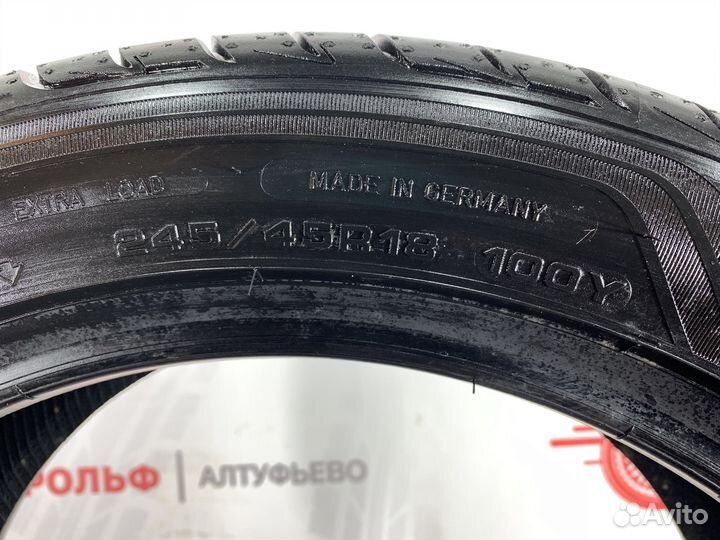 EXTRA LOAD
MADE IN GERMANY
245/45R18 (100Y)
РОЛЬФ | АЛТУФЬЕВО
Avito